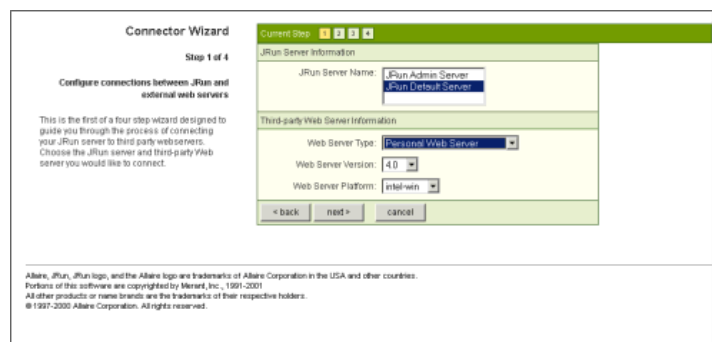 Connector Wizard
Step 1 of 4
Configure connections between JRun and
external web servers
This is the first of a four step wizard designed to
guide you through the process of connecting
your JRun server to third party webservers.
Choose the JRun server and third-party Web
server you would like to connect.
Current Step 1 2 3 4
JRun Server Information
JRun Server Name: JRun Admin Server
JRun Default Server
Third-party Web Server Information
Web Server Type: Personal Web Server
Web Server Version: 4.0
Web Server Platform: intel-win
< back next > cancel
Allaire, JRun, JRun logo, and the Allaire logo are trademarks of Allaire Corporation in the USA and other countries.
Portions of this software are copyrighted by Merant, Inc., 1991-2001
All other products or name brands are the trademarks of their respective holders.
© 1997-2000 Allaire Corporation. All rights reserved.